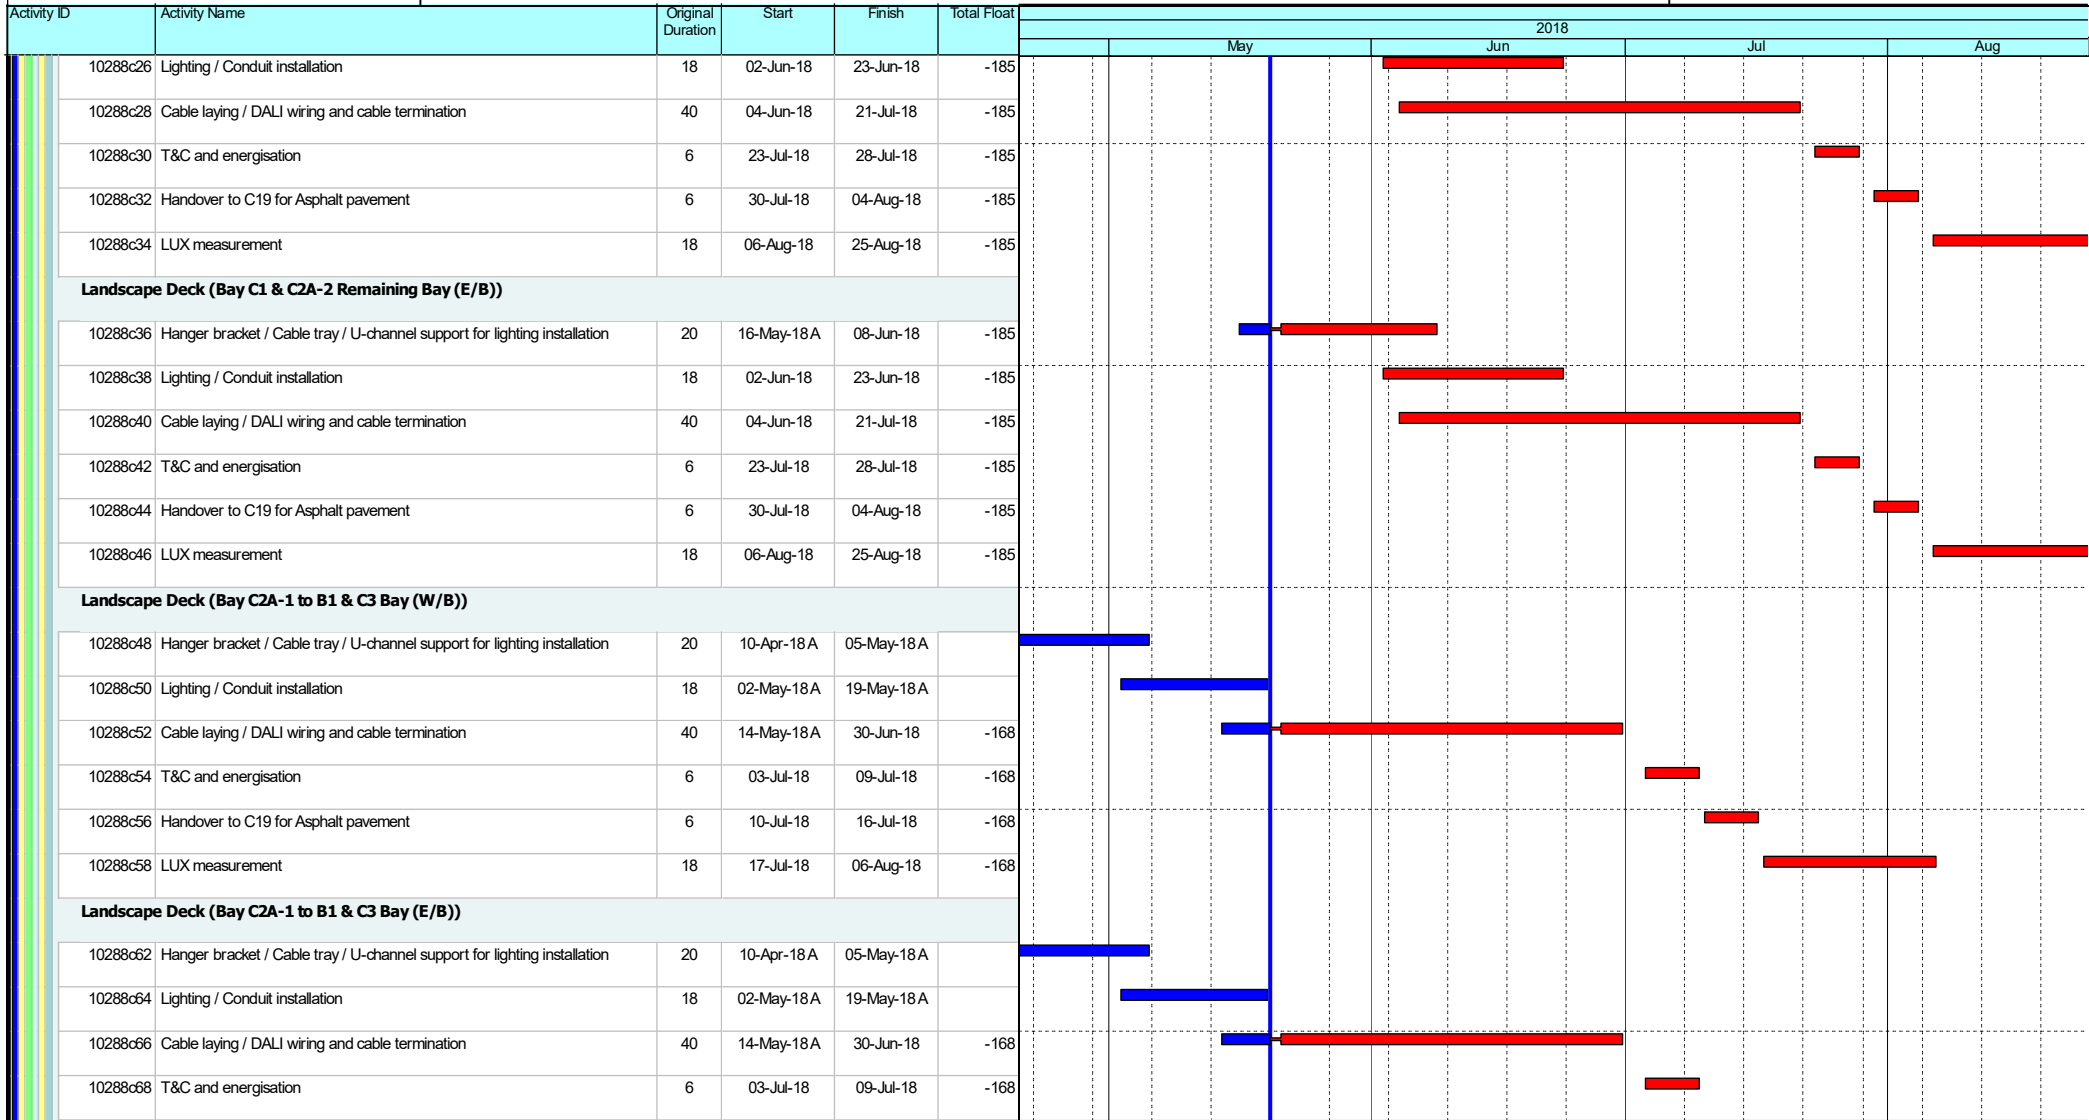 Activity ID Activity Name Original Duration Start Finish Total Float
2018
May Jun Jul Aug
10288c26 Lighting / Conduit installation 18 02-Jun-18 23-Jun-18 -185
10288c28 Cable laying / DALI wiring and cable termination 40 04-Jun-18 21-Jul-18 -185
10288c30 T&C and energisation 6 23-Jul-18 28-Jul-18 -185
10288c32 Handover to C19 for Asphalt pavement 6 30-Jul-18 04-Aug-18 -185
10288c34 LUX measurement 18 06-Aug-18 25-Aug-18 -185
Landscape Deck (Bay C1 & C2A-2 Remaining Bay (E/B))
10288c36 Hanger bracket / Cable tray / U-channel support for lighting installation 20 16-May-18 A 08-Jun-18 -185
10288c38 Lighting / Conduit installation 18 02-Jun-18 23-Jun-18 -185
10288c40 Cable laying / DALI wiring and cable termination 40 04-Jun-18 21-Jul-18 -185
10288c42 T&C and energisation 6 23-Jul-18 28-Jul-18 -185
10288c44 Handover to C19 for Asphalt pavement 6 30-Jul-18 04-Aug-18 -185
10288c46 LUX measurement 18 06-Aug-18 25-Aug-18 -185
Landscape Deck (Bay C2A-1 to B1 & C3 Bay (W/B))
10288c48 Hanger bracket / Cable tray / U-channel support for lighting installation 20 10-Apr-18 A 05-May-18 A
10288c50 Lighting / Conduit installation 18 02-May-18 A 19-May-18 A
10288c52 Cable laying / DALI wiring and cable termination 40 14-May-18 A 30-Jun-18 -168
10288c54 T&C and energisation 6 03-Jul-18 09-Jul-18 -168
10288c56 Handover to C19 for Asphalt pavement 6 10-Jul-18 16-Jul-18 -168
10288c58 LUX measurement 18 17-Jul-18 06-Aug-18 -168
Landscape Deck (Bay C2A-1 to B1 & C3 Bay (E/B))
10288c62 Hanger bracket / Cable tray / U-channel support for lighting installation 20 10-Apr-18 A 05-May-18 A
10288c64 Lighting / Conduit installation 18 02-May-18 A 19-May-18 A
10288c66 Cable laying / DALI wiring and cable termination 40 14-May-18 A 30-Jun-18 -168
10288c68 T&C and energisation 6 03-Jul-18 09-Jul-18 -168